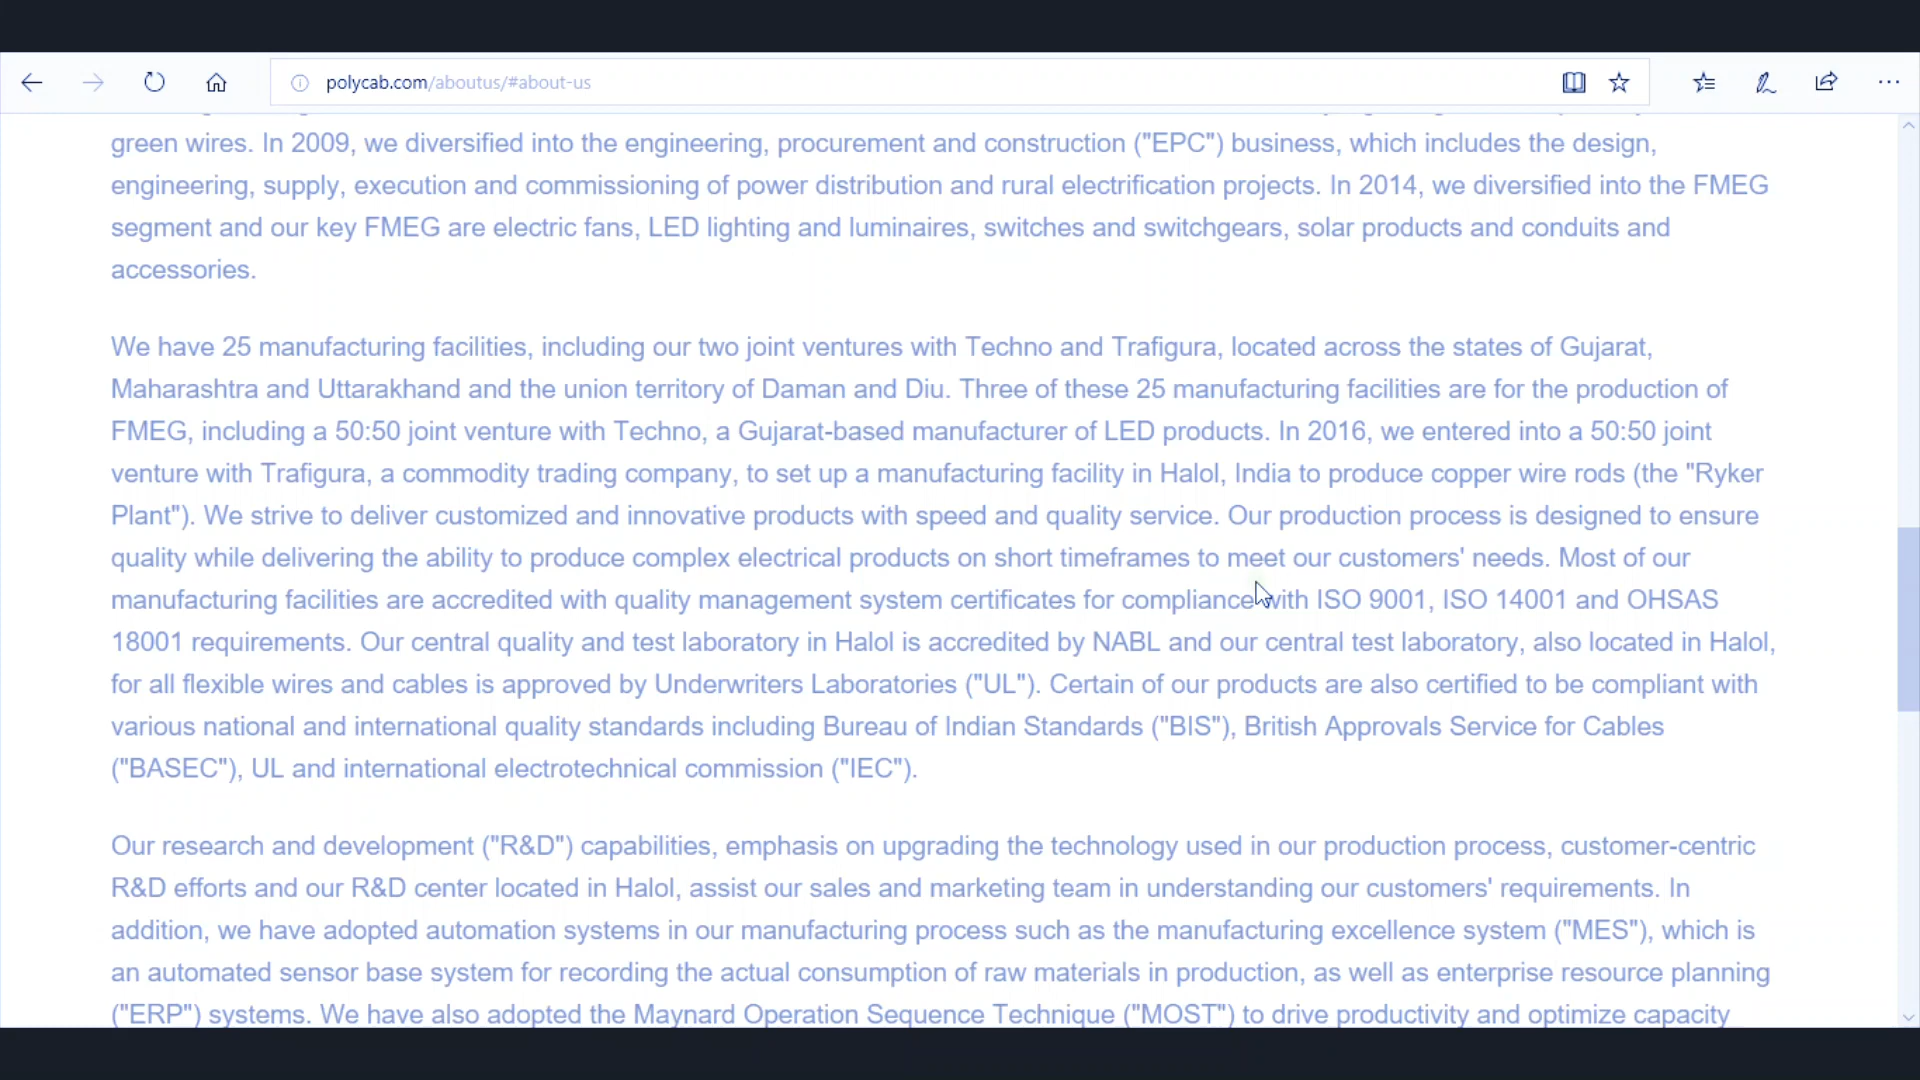 polycab.com/aboutus/#about-us
green wires. In 2009, we diversified into the engineering, procurement and construction ("EPC") business, which includes the design,
engineering, supply, execution and commissioning of power distribution and rural electrification projects. In 2014, we diversified into the FMEG
segment and our key FMEG are electric fans, LED lighting and luminaires, switches and switchgears, solar products and conduits and
accessories.
We have 25 manufacturing facilities, including our two joint ventures with Techno and Trafigura, located across the states of Gujarat,
Maharashtra and Uttarakhand and the union territory of Daman and Diu. Three of these 25 manufacturing facilities are for the production of
FMEG, including a 50:50 joint venture with Techno, a Gujarat-based manufacturer of LED products. In 2016, we entered into a 50:50 joint
venture with Trafigura, a commodity trading company, to set up a manufacturing facility in Halol, India to produce copper wire rods (the "Ryker
Plant"). We strive to deliver customized and innovative products with speed and quality service. Our production process is designed to ensure
quality while delivering the ability to produce complex electrical products on short timeframes to meet our customers' needs. Most of our
manufacturing facilities are accredited with quality management system certificates for compliance with ISO 9001, ISO 14001 and OHSAS
18001 requirements. Our central quality and test laboratory in Halol is accredited by NABL and our central test laboratory, also located in Halol,
for all flexible wires and cables is approved by Underwriters Laboratories ("UL"). Certain of our products are also certified to be compliant with
various national and international quality standards including Bureau of Indian Standards ("BIS"), British Approvals Service for Cables
("BASEC"), UL and international electrotechnical commission ("IEC").
Our research and development ("R&D") capabilities, emphasis on upgrading the technology used in our production process, customer-centric
R&D efforts and our R&D center located in Halol, assist our sales and marketing team in understanding our customers' requirements. In
addition, we have adopted automation systems in our manufacturing process such as the manufacturing excellence system ("MES"), which is
an automated sensor base system for recording the actual consumption of raw materials in production, as well as enterprise resource planning
("ERP") systems. We have also adopted the Maynard Operation Sequence Technique ("MOST") to drive productivity and optimize capacity